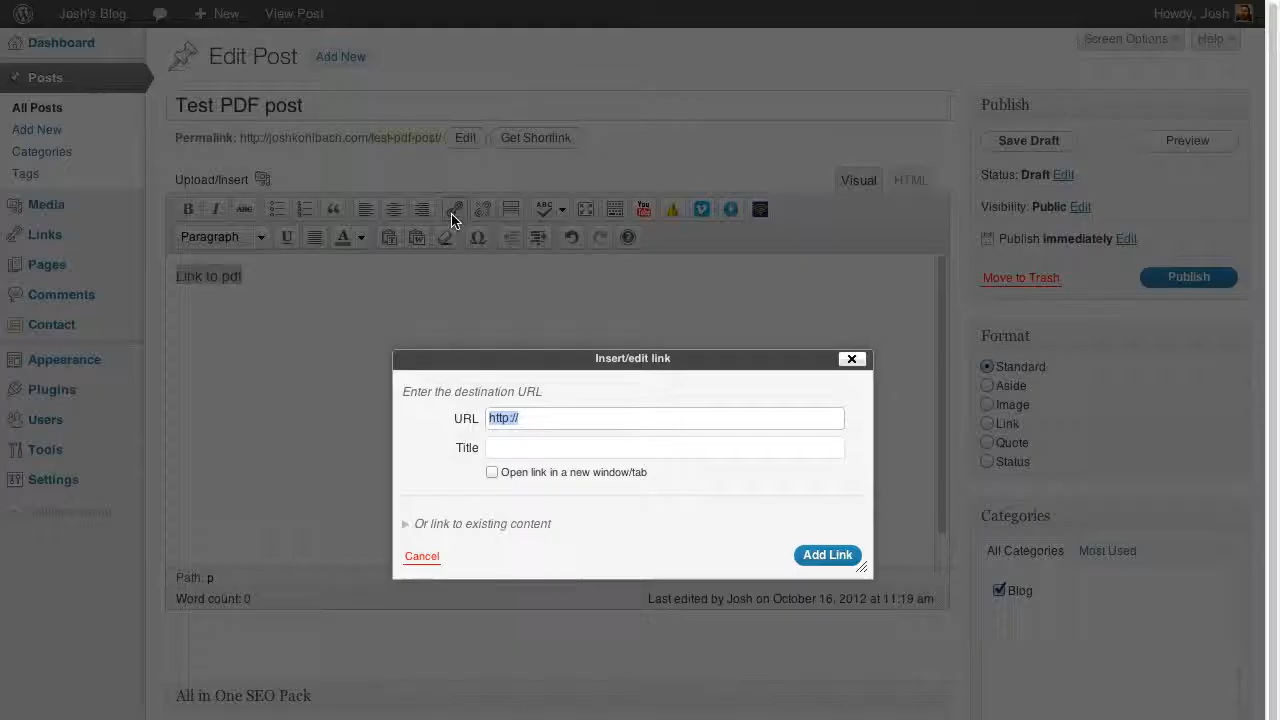 Josh's Blog
New
View Post
Howdy, Josh
Dashboard
Posts
All Posts
Add New
Categories
Tags
Media
Links
Pages
Comments
Contact
Appearance
Plugins
Users
Tools
Settings
Edit Post
Add New
Screen Options
Help
Test PDF post
Permalink: http://joshkohlbach.com/test-pdf-post/
Edit
Get Shortlink
Upload/Insert
Visual
HTML
B I ABC
ABC
You
Tube
Paragraph
U
A
Link to pdf
Insert/edit link
Enter the destination URL
URL
http://
Title
Open link in a new window/tab
Or link to existing content
Cancel
Add Link
Path: p
Word count: 0
Last edited by Josh on October 16, 2012 at 11:19 am
All in One SEO Pack
Publish
Save Draft
Preview
Status: Draft Edit
Visibility: Public Edit
Publish immediately Edit
Move to Trash
Publish
Format
Standard
Aside
Image
Link
Quote
Status
Categories
All Categories
Most Used
Blog